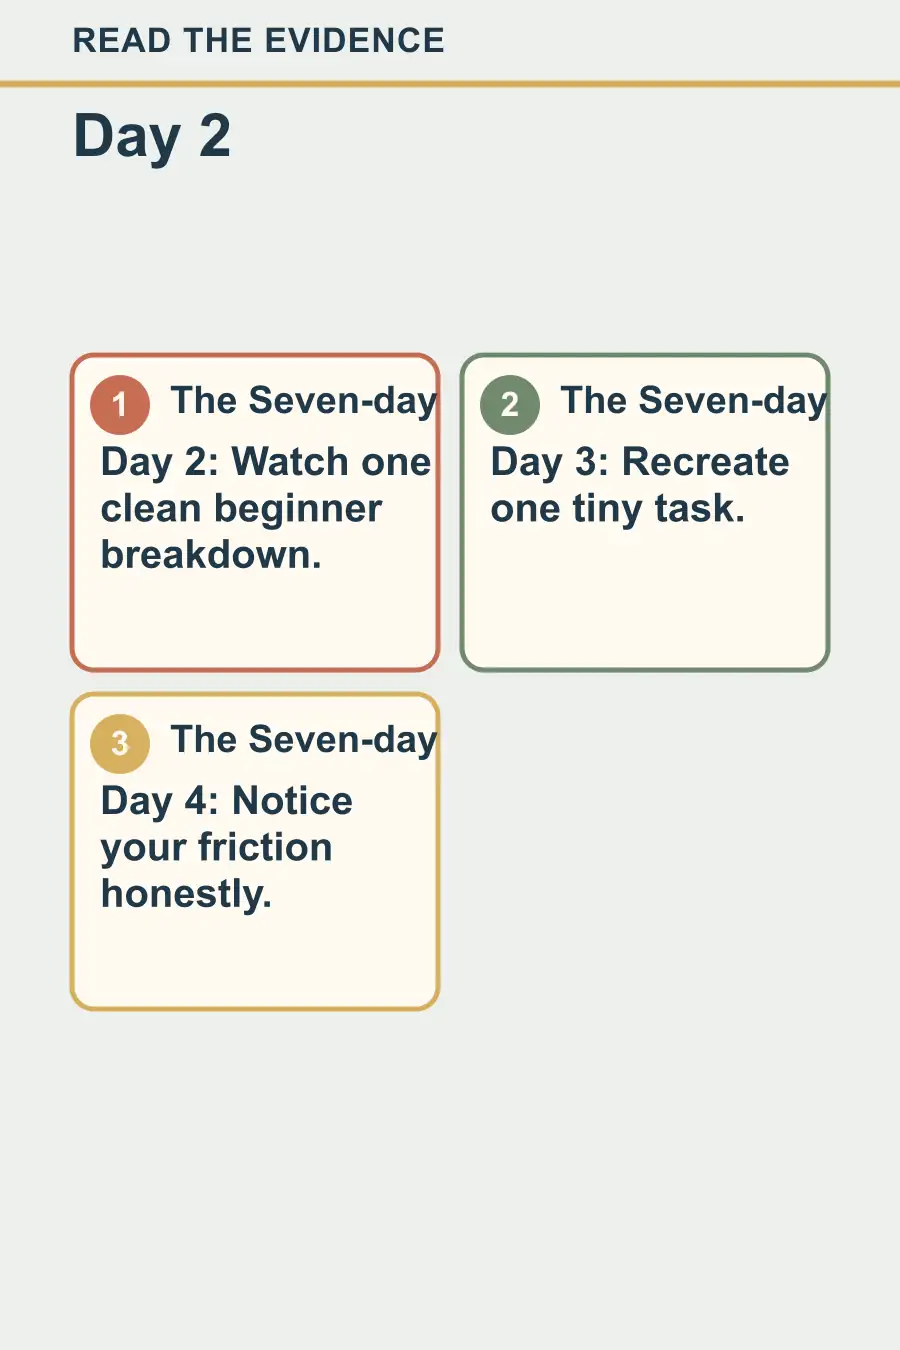 READ THE EVIDENCE
Day 2
1
The Seven-day
Day 2: Watch one
clean beginner
breakdown.
2
The Seven-day
Day 3: Recreate
one tiny task.
3
The Seven-day
Day 4: Notice
your friction
honestly.